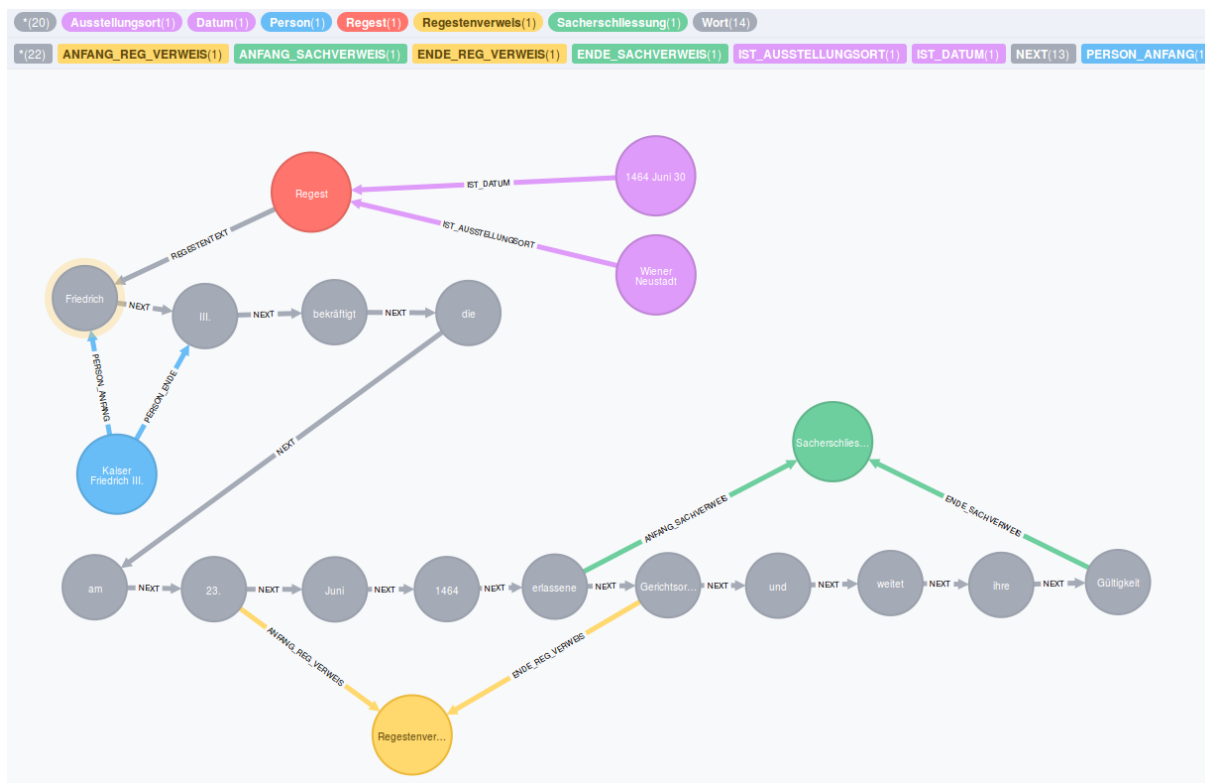 *(20) Ausstellungsort(1) Datum(1) Person(1) Regest(1) Regestenverweis(1) Sacherschliessung(1) Wort(14)
*(22) ANFANG_REG_VERWEIS(1) ANFANG_SACHVERWEIS(1) ENDE_REG_VERWEIS(1) ENDE_SACHVERWEIS(1) IST_AUSSTELLUNGSORT(1) IST_DATUM(1) NEXT(13) PERSON_ANFANG(1
1464 Juni 30
IST_DATUM
Regest
IST_AUSSTELLUNGSORT
Wiener
Neustadt
REGESTENTEXT
Friedrich NEXT III. NEXT bekräftigt NEXT die
PERSON_ANFANG
PERSON_ENDE
NEXT
Kaiser
Friedrich III.
Sacherschlies...
ANFANG_SACHVERWEIS
ENDE_SACHVERWEIS
am NEXT 23. NEXT Juni NEXT 1464 NEXT erlassene NEXT Gerichtsor... NEXT und NEXT weitet NEXT ihre NEXT Gültigkeit
ANFANG_REG_VERWEIS
ENDE_REG_VERWEIS
Regestenver...